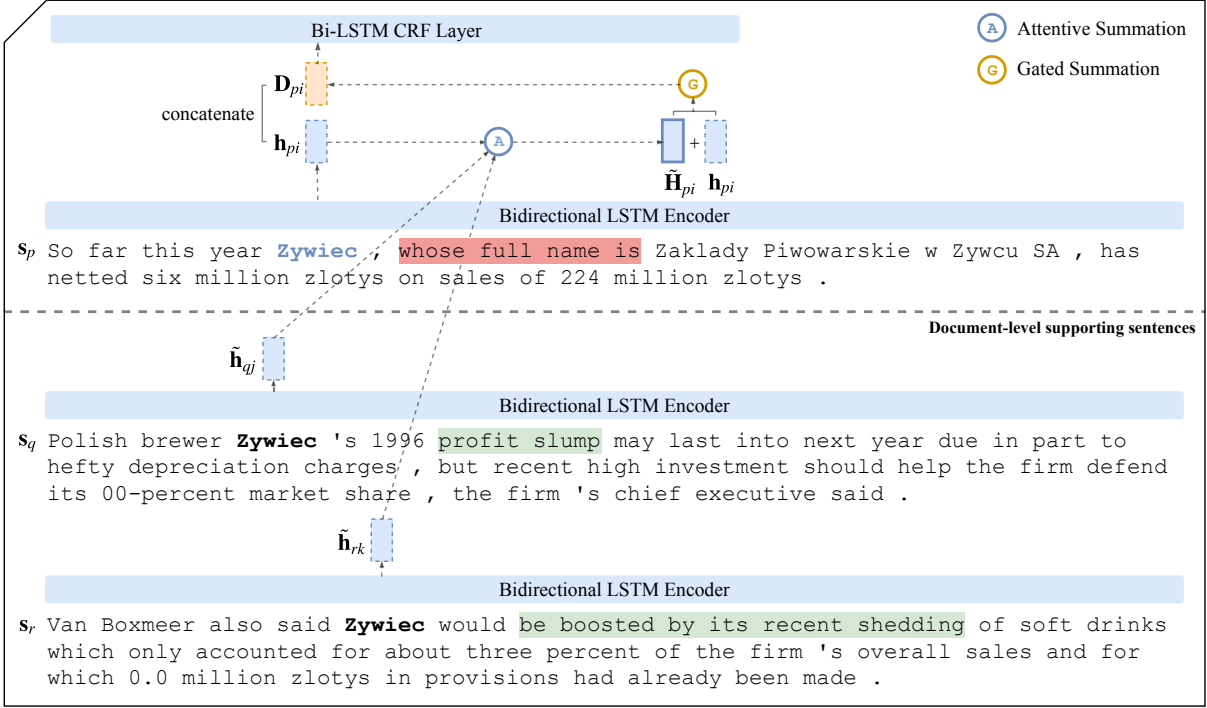 Bi-LSTM CRF Layer
A Attentive Summation
G Gated Summation
D_pi
G
concatenate
h_pi
A
+
H̃_pi h_pi
Bidirectional LSTM Encoder
s_p So far this year Zywiec , whose full name is Zaklady Piwowarskie w Zywcu SA , has
netted six million zlotys on sales of 224 million zlotys .
Document-level supporting sentences
h̃_qj
Bidirectional LSTM Encoder
s_q Polish brewer Zywiec 's 1996 profit slump may last into next year due in part to
hefty depreciation charges , but recent high investment should help the firm defend
its 00-percent market share , the firm 's chief executive said .
h̃_rk
Bidirectional LSTM Encoder
s_r Van Boxmeer also said Zywiec would be boosted by its recent shedding of soft drinks
which only accounted for about three percent of the firm 's overall sales and for
which 0.0 million zlotys in provisions had already been made .